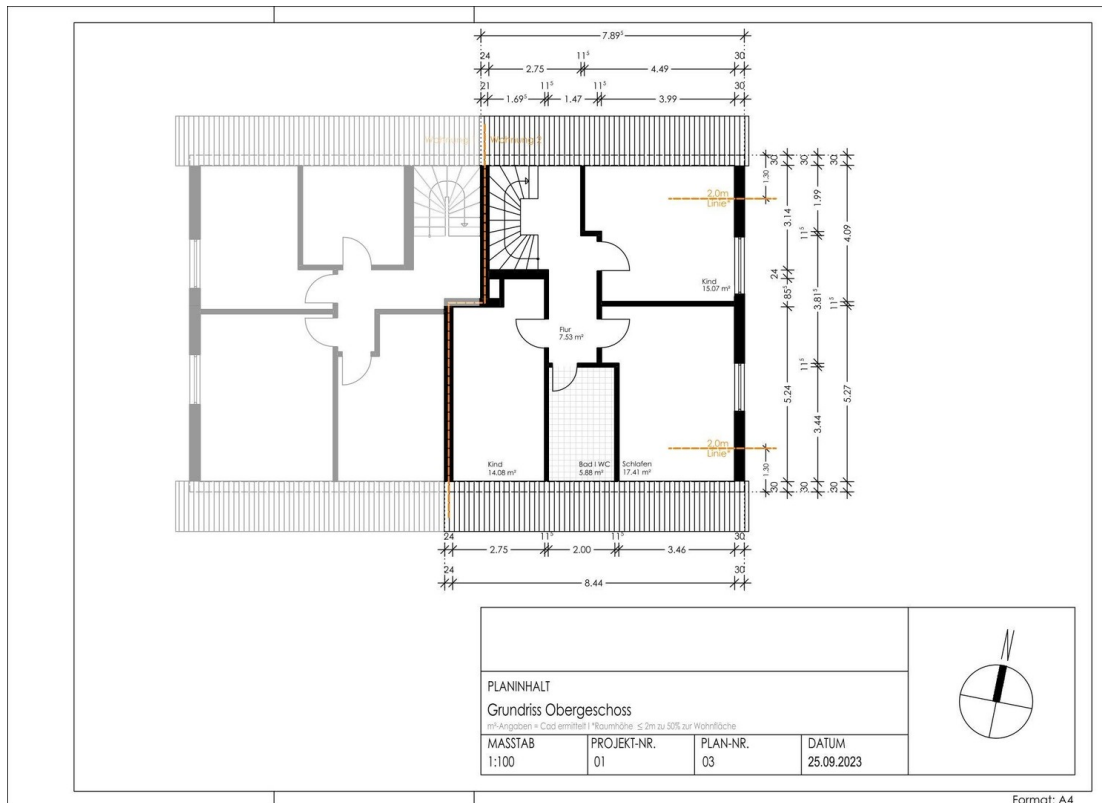 7.89⁵
24 2.75 11⁵ 4.49 30
21 1.69⁵ 11⁵ 1.47 11⁵ 3.99 30
Wohnung Wohnung 2
2.0m
Linie*
1.30
30 3.14 24 85⁵ 5.24 30
30 1.99 11⁵ 3.81⁵ 11⁵ 3.44 30
30 4.09 11⁵ 5.27 30
Kind
15.07 m²
Flur
7.53 m²
2.0m
Linie*
1.30
Kind
14.08 m²
Bad I WC
5.88 m²
Schlafen
17.41 m²
24 2.75 11⁵ 2.00 11⁵ 3.46 30
24 8.44 30
PLANINHALT
Grundriss Obergeschoss
m²-Angaben = Cad ermittelt I *Raumhöhe ≤ 2m zu 50% zur Wohnfläche
MASSTAB PROJEKT-NR. PLAN-NR. DATUM
1:100 01 03 25.09.2023
N
Format: A4